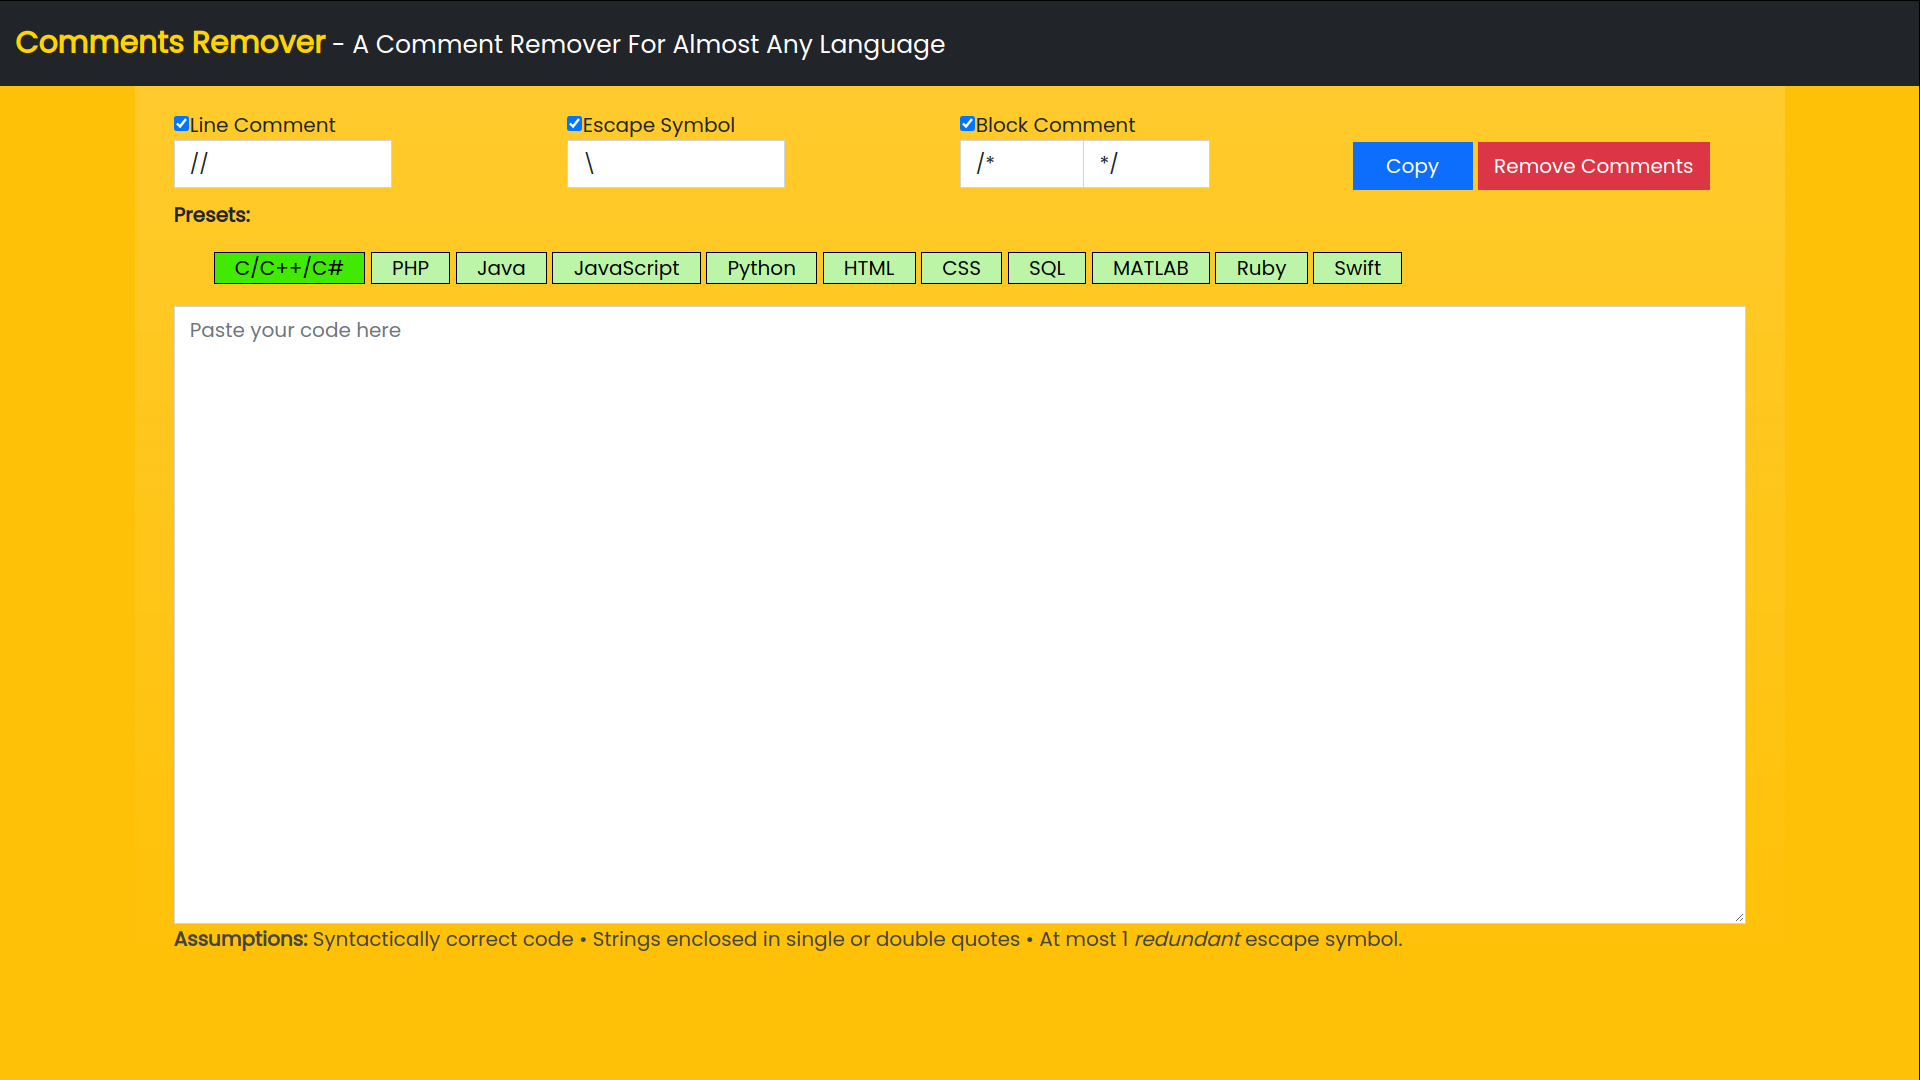 Comments Remover - A Comment Remover For Almost Any Language
Line Comment
//
Escape Symbol
\
Block Comment
/*
*/
Copy
Remove Comments
Presets:
C/C++/C#
PHP
Java
JavaScript
Python
HTML
CSS
SQL
MATLAB
Ruby
Swift
Paste your code here
Assumptions: Syntactically correct code • Strings enclosed in single or double quotes • At most 1 redundant escape symbol.